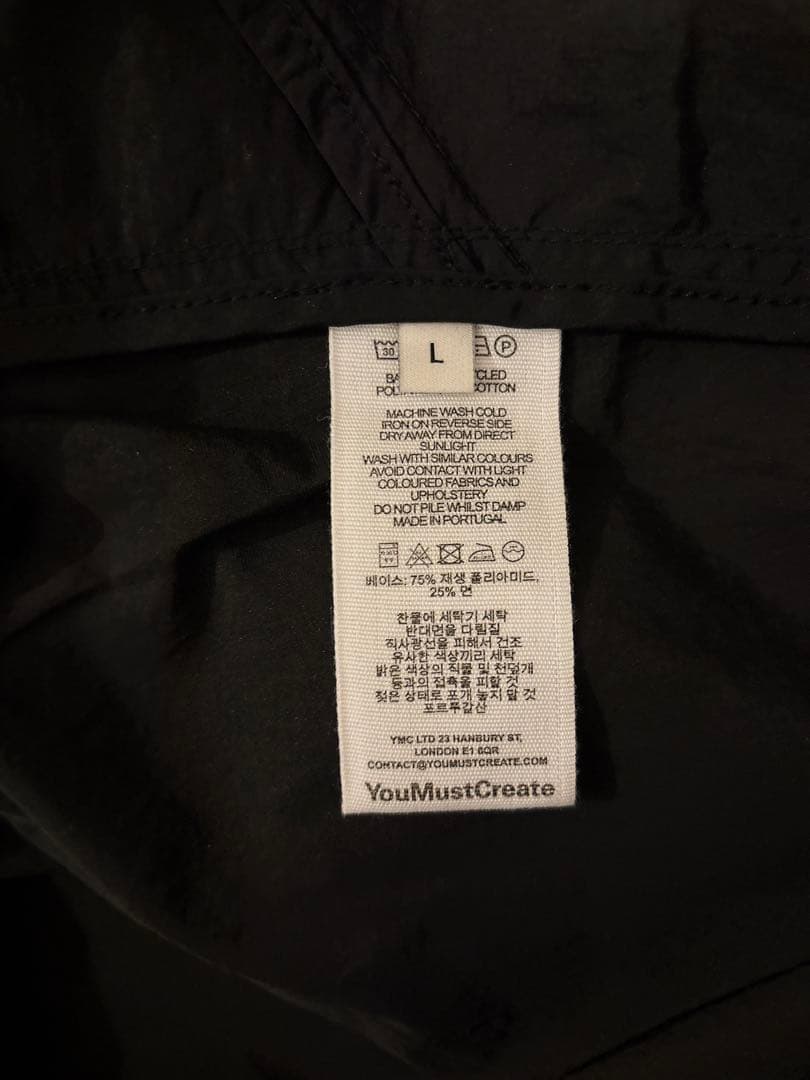 30
L
P
CLED
COTTON
MACHINE WASH COLD
IRON ON REVERSE SIDE
DRY AWAY FROM DIRECT
SUNLIGHT
WASH WITH SIMILAR COLOURS
AVOID CONTACT WITH LIGHT
COLOURED FABRICS AND
UPHOLSTERY
DO NOT PILE WHILST DAMP
MADE IN PORTUGAL
베이스: 75% 재생 폴리아미드,
25% 면
찬물에 세탁기 세탁
반대면을 다림질
직사광선을 피해서 건조
유사한 색상끼리 세탁
밝은 색상의 직물 및 천덮개
등과의 접촉을 피할 것
젖은 상태로 포개 놓지 말 것
포르투갈산
YMC LTD 23 HANBURY ST,
LONDON E1 6QR
CONTACT@YOUMUSTCREATE.COM
YouMustCreate